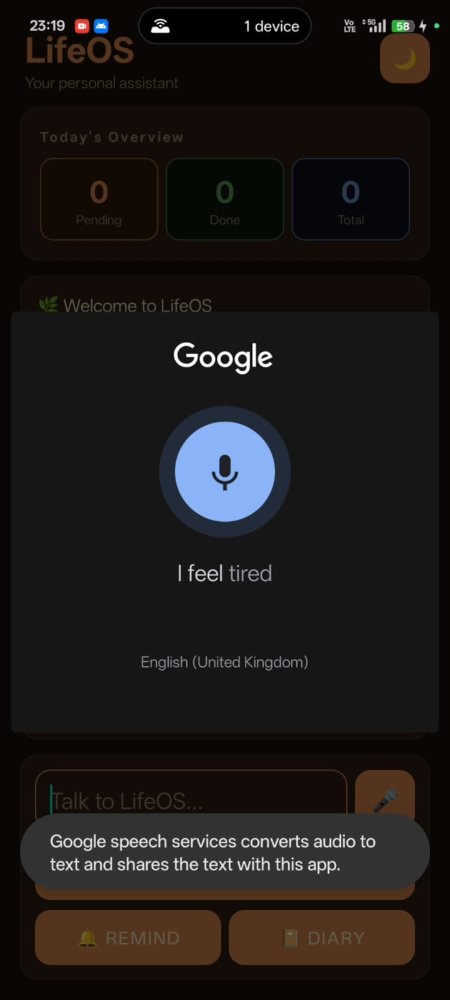 23:19
1 device
Vo LTE
5G
58
LifeOS
Your personal assistant
Today's Overview
0
0
0
Pending
Done
Total
Welcome to LifeOS
Google
I feel tired
English (United Kingdom)
Talk to LifeOS...
Google speech services converts audio to
text and shares the text with this app.
REMIND
DIARY